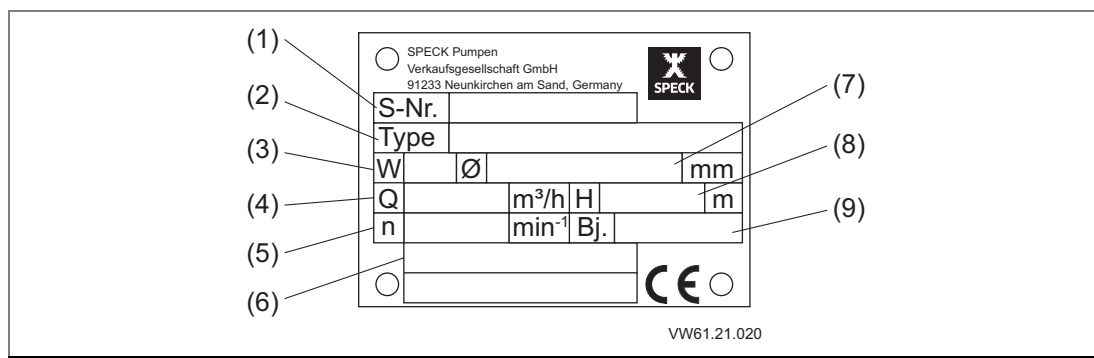 (1)
SPECK Pumpen
Verkaufsgesellschaft GmbH
91233 Neunkirchen am Sand, Germany
SPECK
(2)
S-Nr.
(7)
Type
(3)
W Ø mm
(8)
(4)
Q m³/h H m
(9)
(5)
n min⁻¹ Bj.
(6)
CE
VW61.21.020